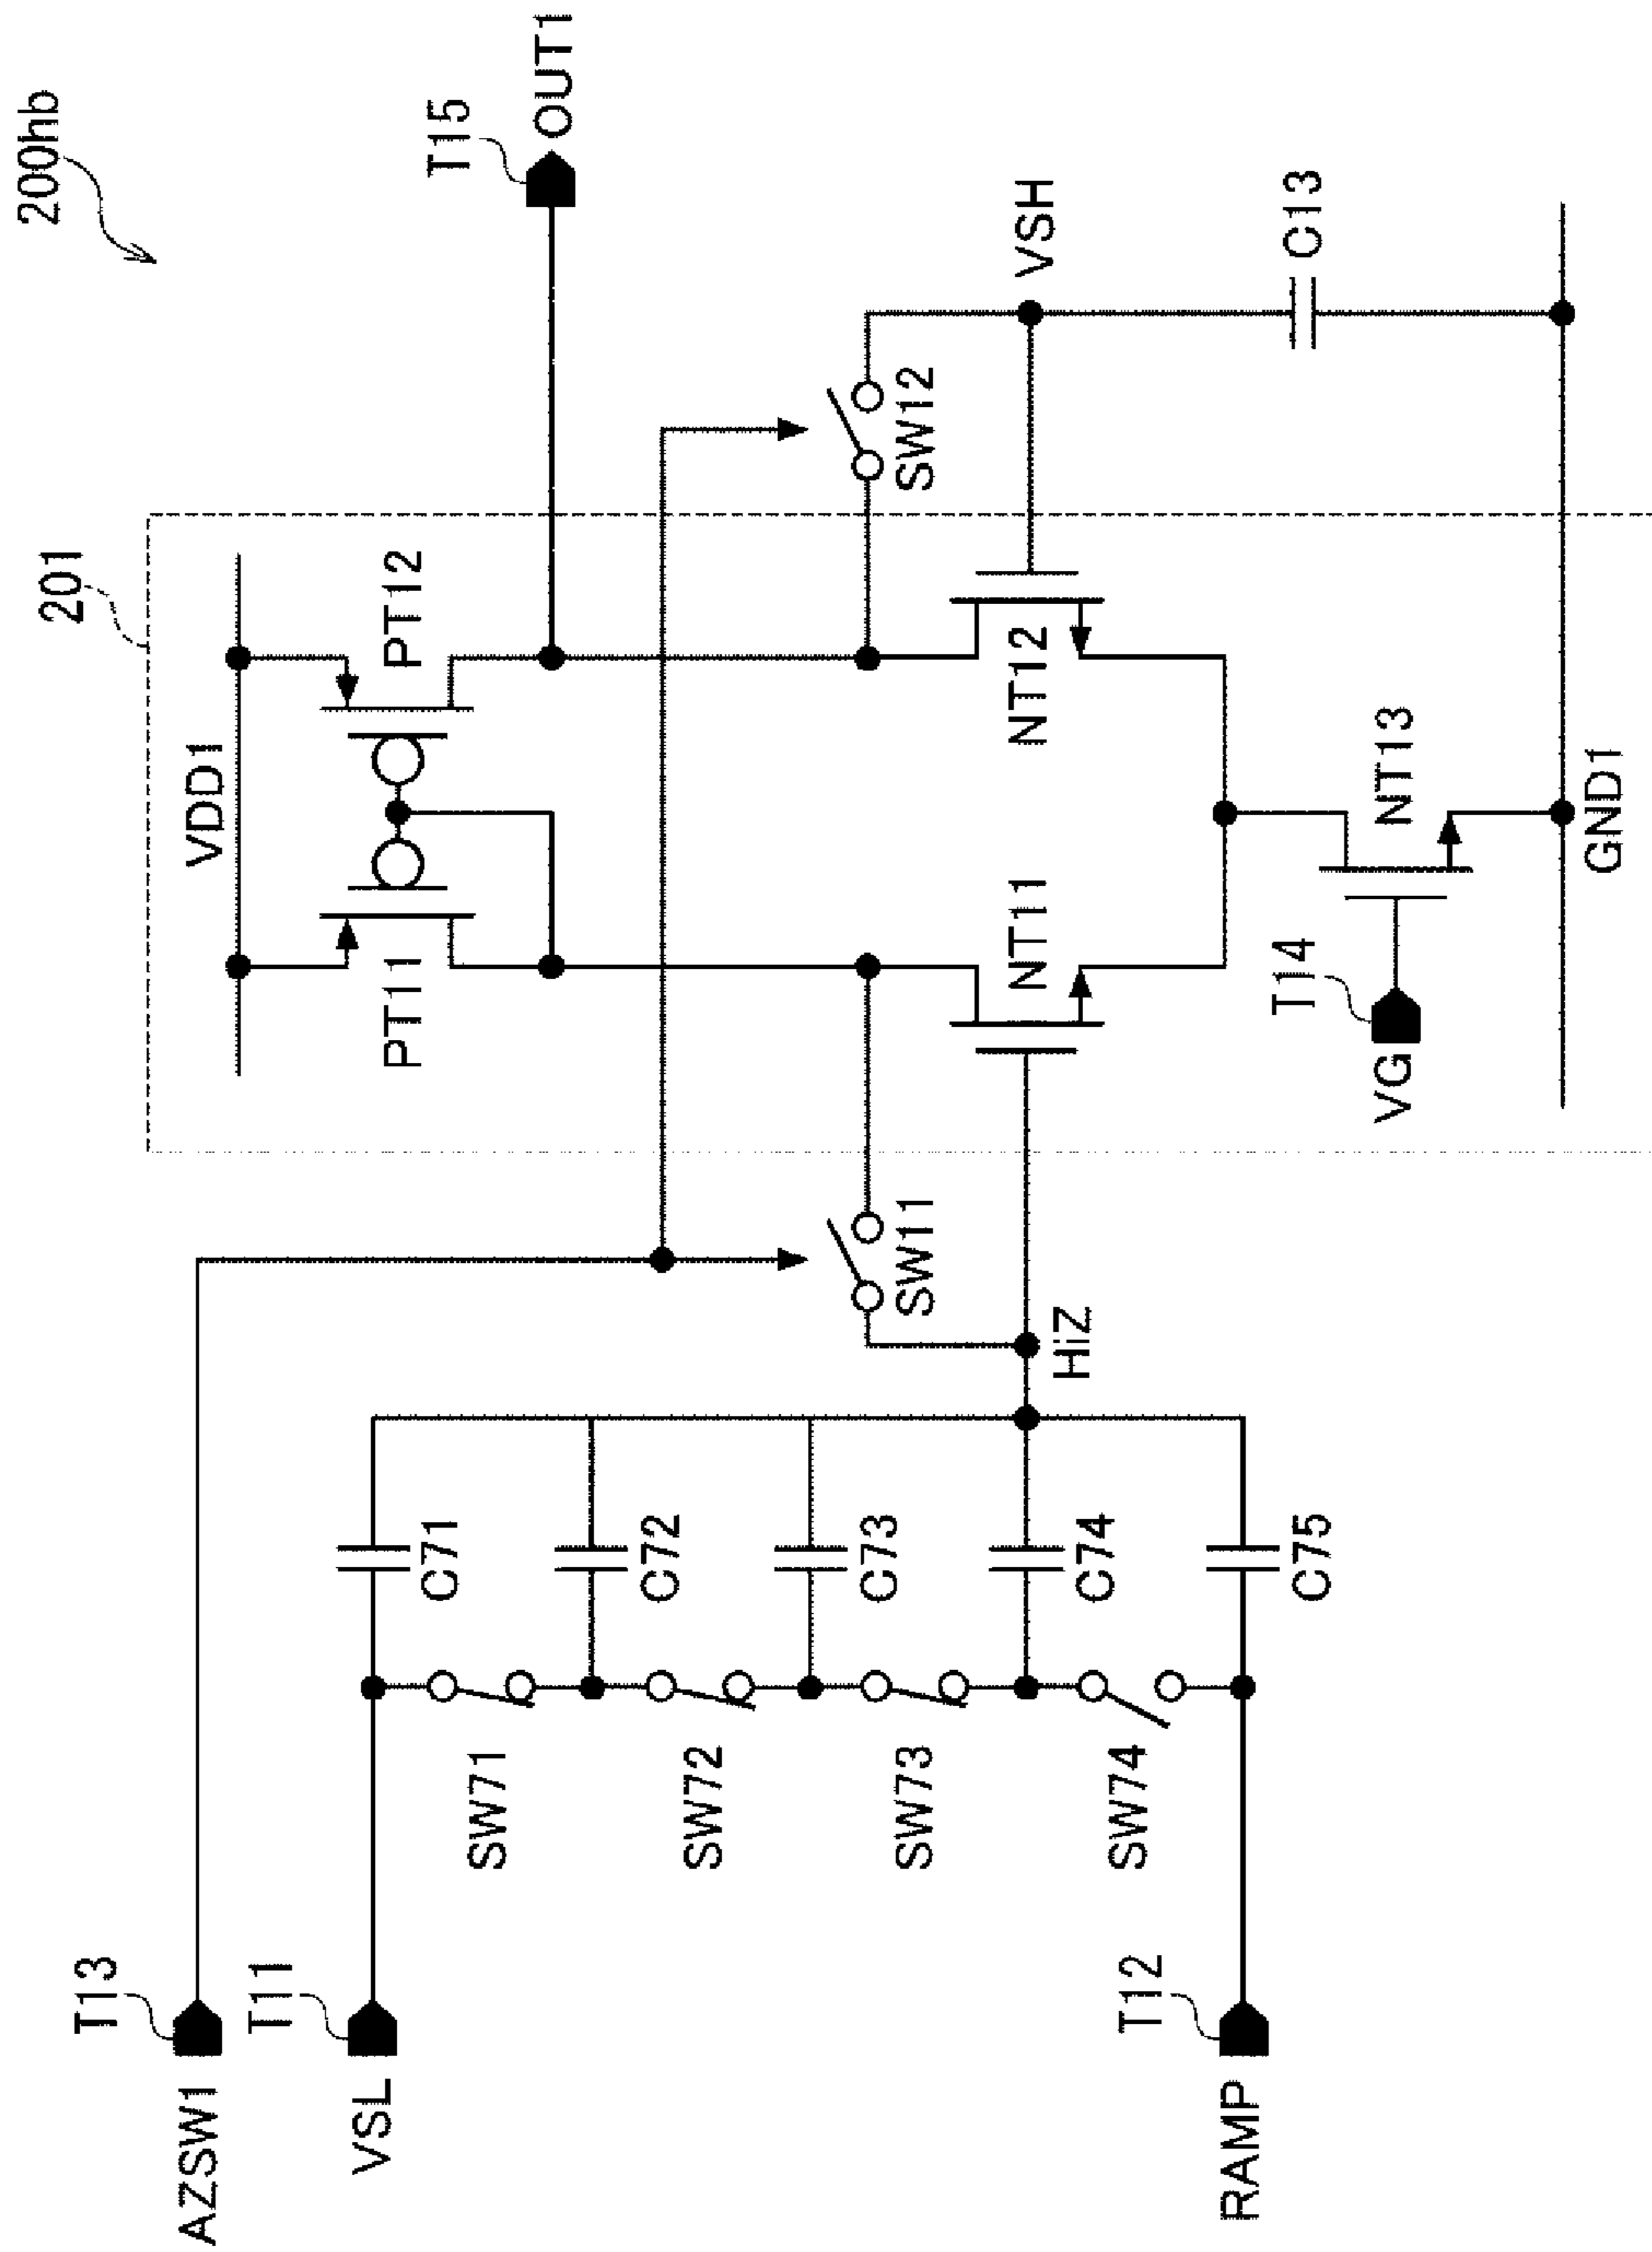 200hb
201
T15
OUT1
VDD1
PT11
PT12
T13
AZSW1
T11
VSL
C71
SW71
C72
SW72
C73
SW73
C74
SW74
C75
T12
RAMP
SW11
HiZ
SW12
VSH
C13
NT11
NT12
NT13
T14
VG
GND1